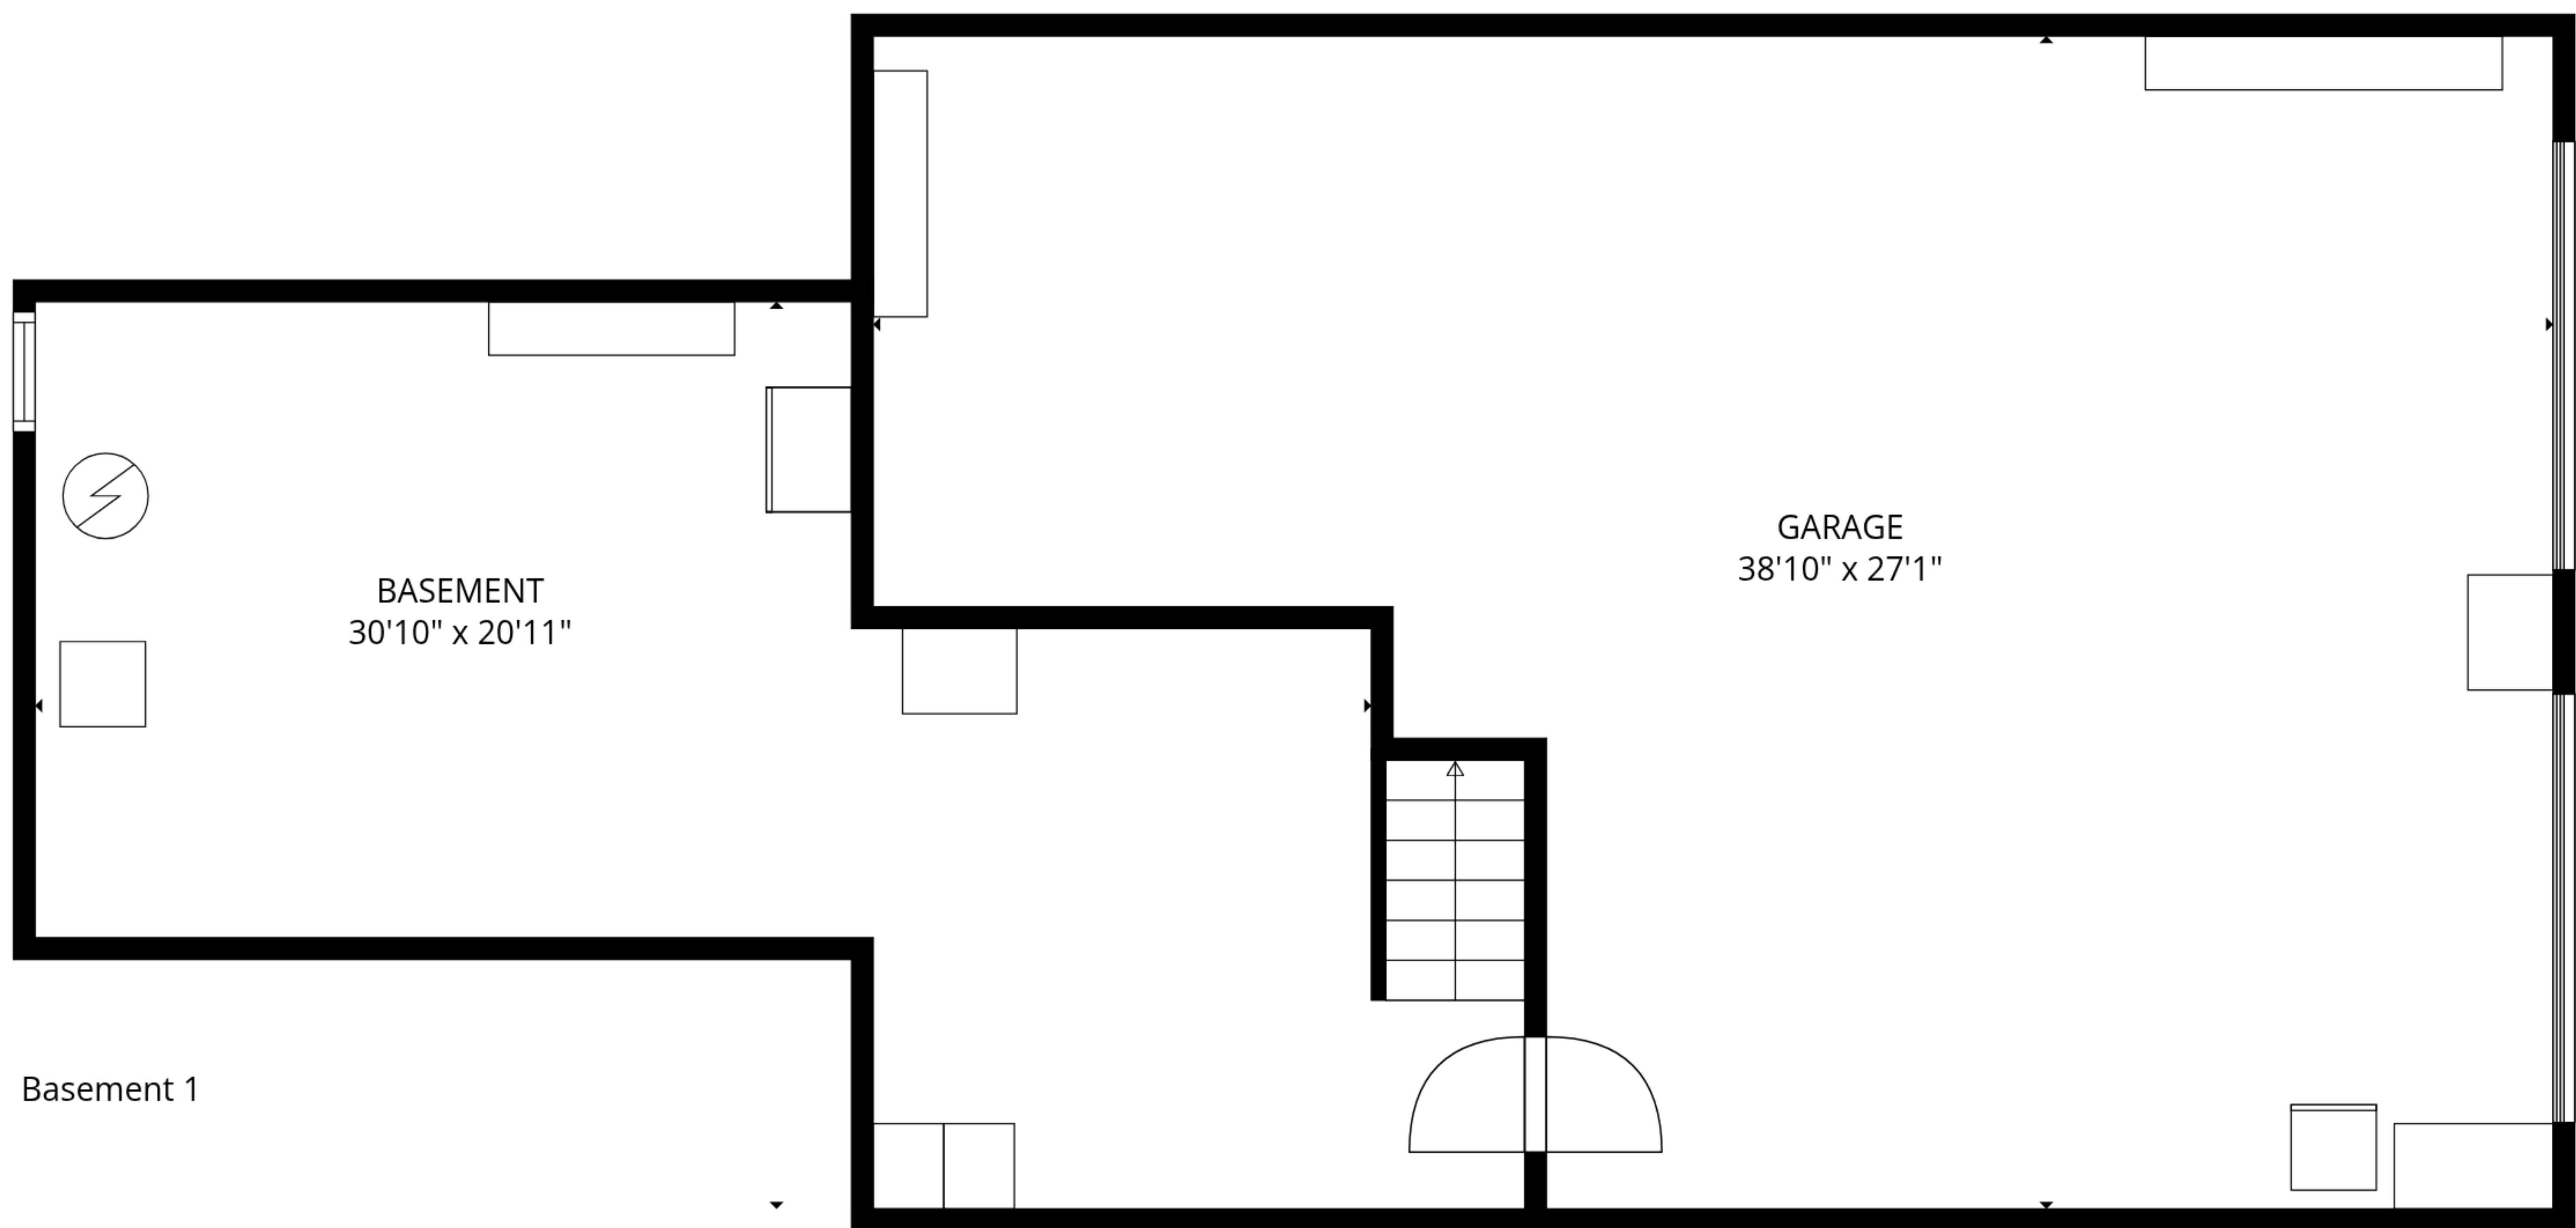 GARAGE
38'10" x 27'1"
BASEMENT
30'10" x 20'11"
Basement 1